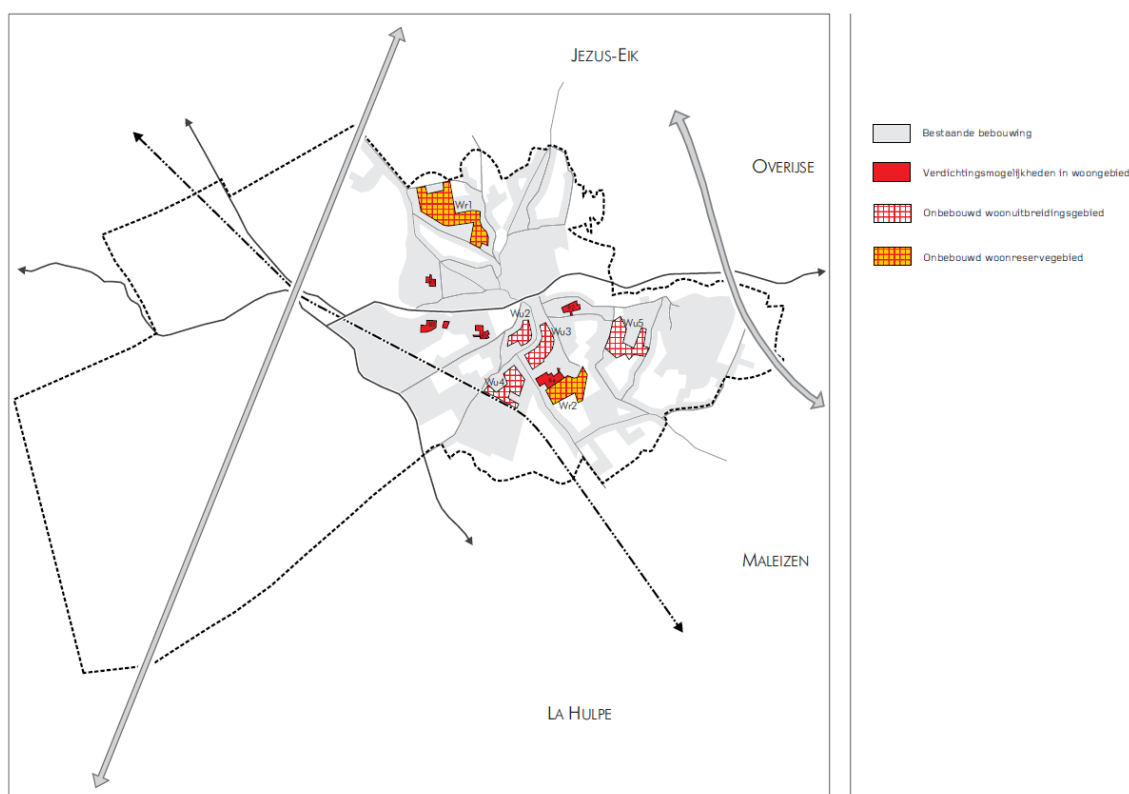 JEZUS-EIK
OVERIJSE
Wr1
Wu2
Wu3
Wu5
Wu4
Wr2
MALEIZEN
LA HULPE
Bestaande bebouwing
Verdichtingsmogelijkheden in woongebied
Onbebouwd woonuitbreidingsgebied
Onbebouwd woonreservegebied